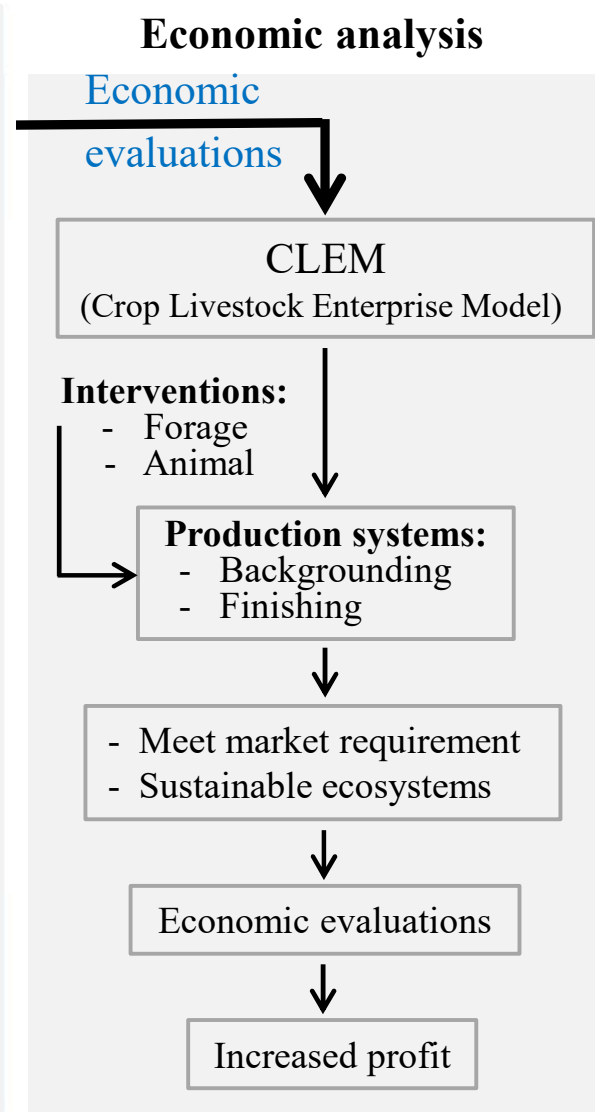 Economic analysis
Economic
evaluations
CLEM
(Crop Livestock Enterprise Model)
Interventions:
- Forage
- Animal
Production systems:
- Backgrounding
- Finishing
- Meet market requirement
- Sustainable ecosystems
Economic evaluations
Increased profit